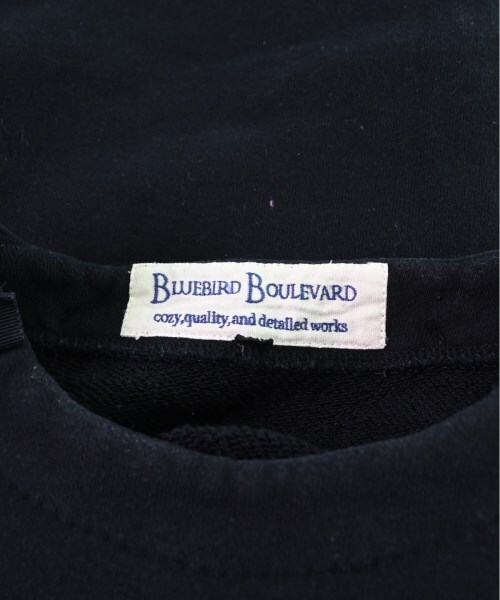 BLUEBIRD BOULEVARD
cozy,quality,and detailed works